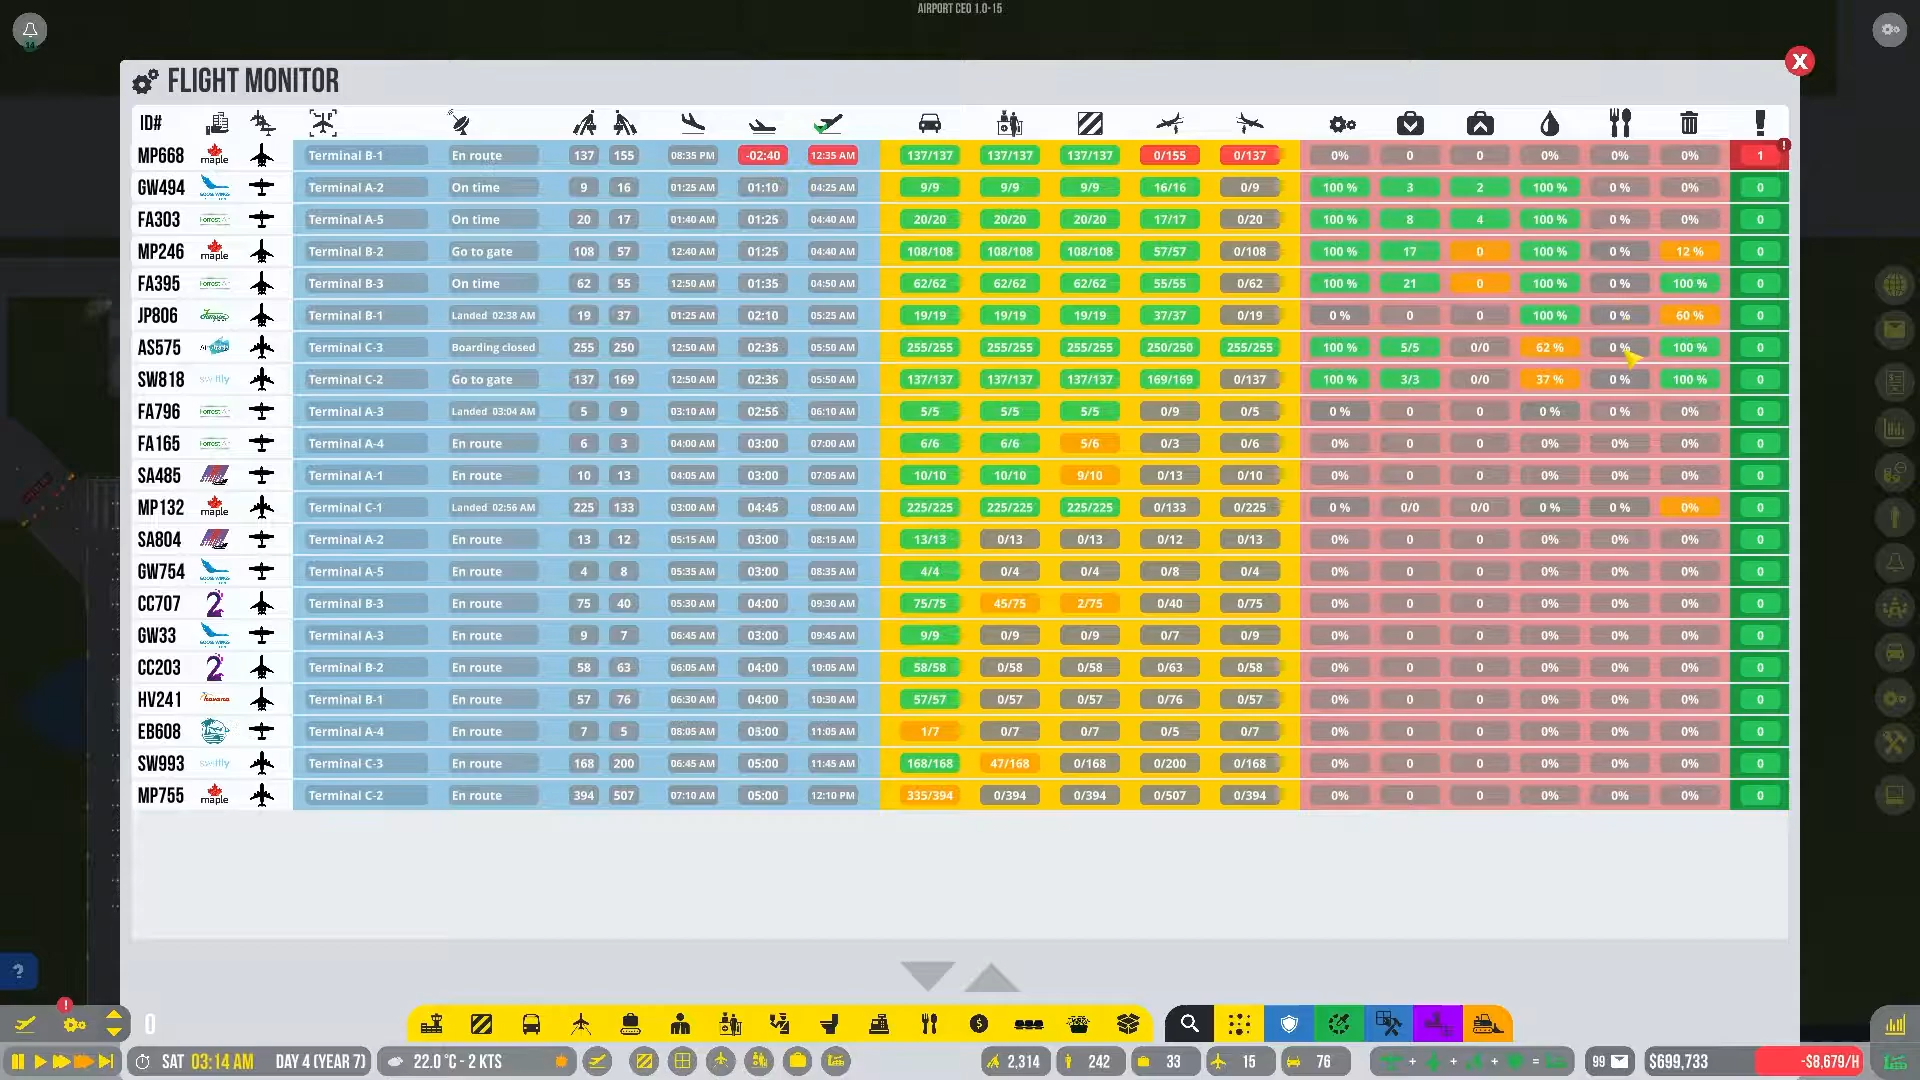 AIRPORT CEO 1.0-15
FLIGHT MONITOR
ID#
MP668 maple Terminal B-1 En route 137 155 08:35 PM -02:40 12:35 AM 137/137 137/137 137/137 0/155 0/137 0% 0 0 0% 0% 0% 1
GW494 Terminal A-2 On time 9 16 01:25 AM 01:10 04:25 AM 9/9 9/9 9/9 16/16 0/9 100 % 3 2 100 % 0 % 0% 0
FA303 Forrest Air Terminal A-5 On time 20 17 01:40 AM 01:25 04:40 AM 20/20 20/20 20/20 17/17 0/20 100 % 8 4 100 % 0 % 0% 0
MP246 maple Terminal B-2 Go to gate 108 57 12:40 AM 01:25 04:40 AM 108/108 108/108 108/108 57/57 0/108 100 % 17 0 100 % 0 % 12 % 0
FA395 Forrest Air Terminal B-3 On time 62 55 12:50 AM 01:35 04:50 AM 62/62 62/62 62/62 55/55 0/62 100 % 21 0 100 % 0 % 100 % 0
JP806 Terminal B-1 Landed 02:38 AM 19 37 01:25 AM 02:10 05:25 AM 19/19 19/19 19/19 37/37 0/19 0 % 0 0 100 % 0 % 60 % 0
AS575 Terminal C-3 Boarding closed 255 250 12:50 AM 02:35 05:50 AM 255/255 255/255 255/255 250/250 255/255 100 % 5/5 0/0 62 % 0 % 100 % 0
SW818 swiftly Terminal C-2 Go to gate 137 169 12:50 AM 02:35 05:50 AM 137/137 137/137 137/137 169/169 0/137 100 % 3/3 0/0 37 % 0 % 100 % 0
FA796 Forrest Air Terminal A-3 Landed 03:04 AM 5 9 03:10 AM 02:56 06:10 AM 5/5 5/5 5/5 0/9 0/5 0 % 0 0 0 % 0 % 0% 0
FA165 Forrest Air Terminal A-4 En route 6 3 04:00 AM 03:00 07:00 AM 6/6 6/6 5/6 0/3 0/6 0% 0 0 0% 0% 0% 0
SA485 Terminal A-1 En route 10 13 04:05 AM 03:00 07:05 AM 10/10 10/10 9/10 0/13 0/10 0% 0 0 0% 0% 0% 0
MP132 maple Terminal C-1 Landed 02:56 AM 225 133 03:00 AM 04:45 08:00 AM 225/225 225/225 225/225 0/133 0/225 0 % 0/0 0/0 0 % 0 % 0% 0
SA804 Terminal A-2 En route 13 12 05:15 AM 03:00 08:15 AM 13/13 0/13 0/13 0/12 0/13 0% 0 0 0% 0% 0% 0
GW754 Terminal A-5 En route 4 8 05:35 AM 03:00 08:35 AM 4/4 0/4 0/4 0/8 0/4 0% 0 0 0% 0% 0% 0
CC707 2 Terminal B-3 En route 75 40 05:30 AM 04:00 09:30 AM 75/75 45/75 2/75 0/40 0/75 0% 0 0 0% 0% 0% 0
GW33 Terminal A-3 En route 9 7 06:45 AM 03:00 09:45 AM 9/9 0/9 0/9 0/7 0/9 0% 0 0 0% 0% 0% 0
CC203 2 Terminal B-2 En route 58 63 06:05 AM 04:00 10:05 AM 58/58 0/58 0/58 0/63 0/58 0% 0 0 0% 0% 0% 0
HV241 havana Terminal B-1 En route 57 76 06:30 AM 04:00 10:30 AM 57/57 0/57 0/57 0/76 0/57 0% 0 0 0% 0% 0% 0
EB608 Terminal A-4 En route 7 5 08:05 AM 03:00 11:05 AM 1/7 0/7 0/7 0/5 0/7 0% 0 0 0% 0% 0% 0
SW993 swiftly Terminal C-3 En route 168 200 06:45 AM 05:00 11:45 AM 168/168 47/168 0/168 0/200 0/168 0% 0 0 0% 0% 0% 0
MP755 maple Terminal C-2 En route 394 507 07:10 AM 05:00 12:10 PM 335/394 0/394 0/394 0/507 0/394 0% 0 0 0% 0% 0% 0
0
SAT 03:14 AM DAY 4 (YEAR 7) 22.0°C - 2 KTS 2,314 242 33 15 76 99 $699,733 -$8,679/H